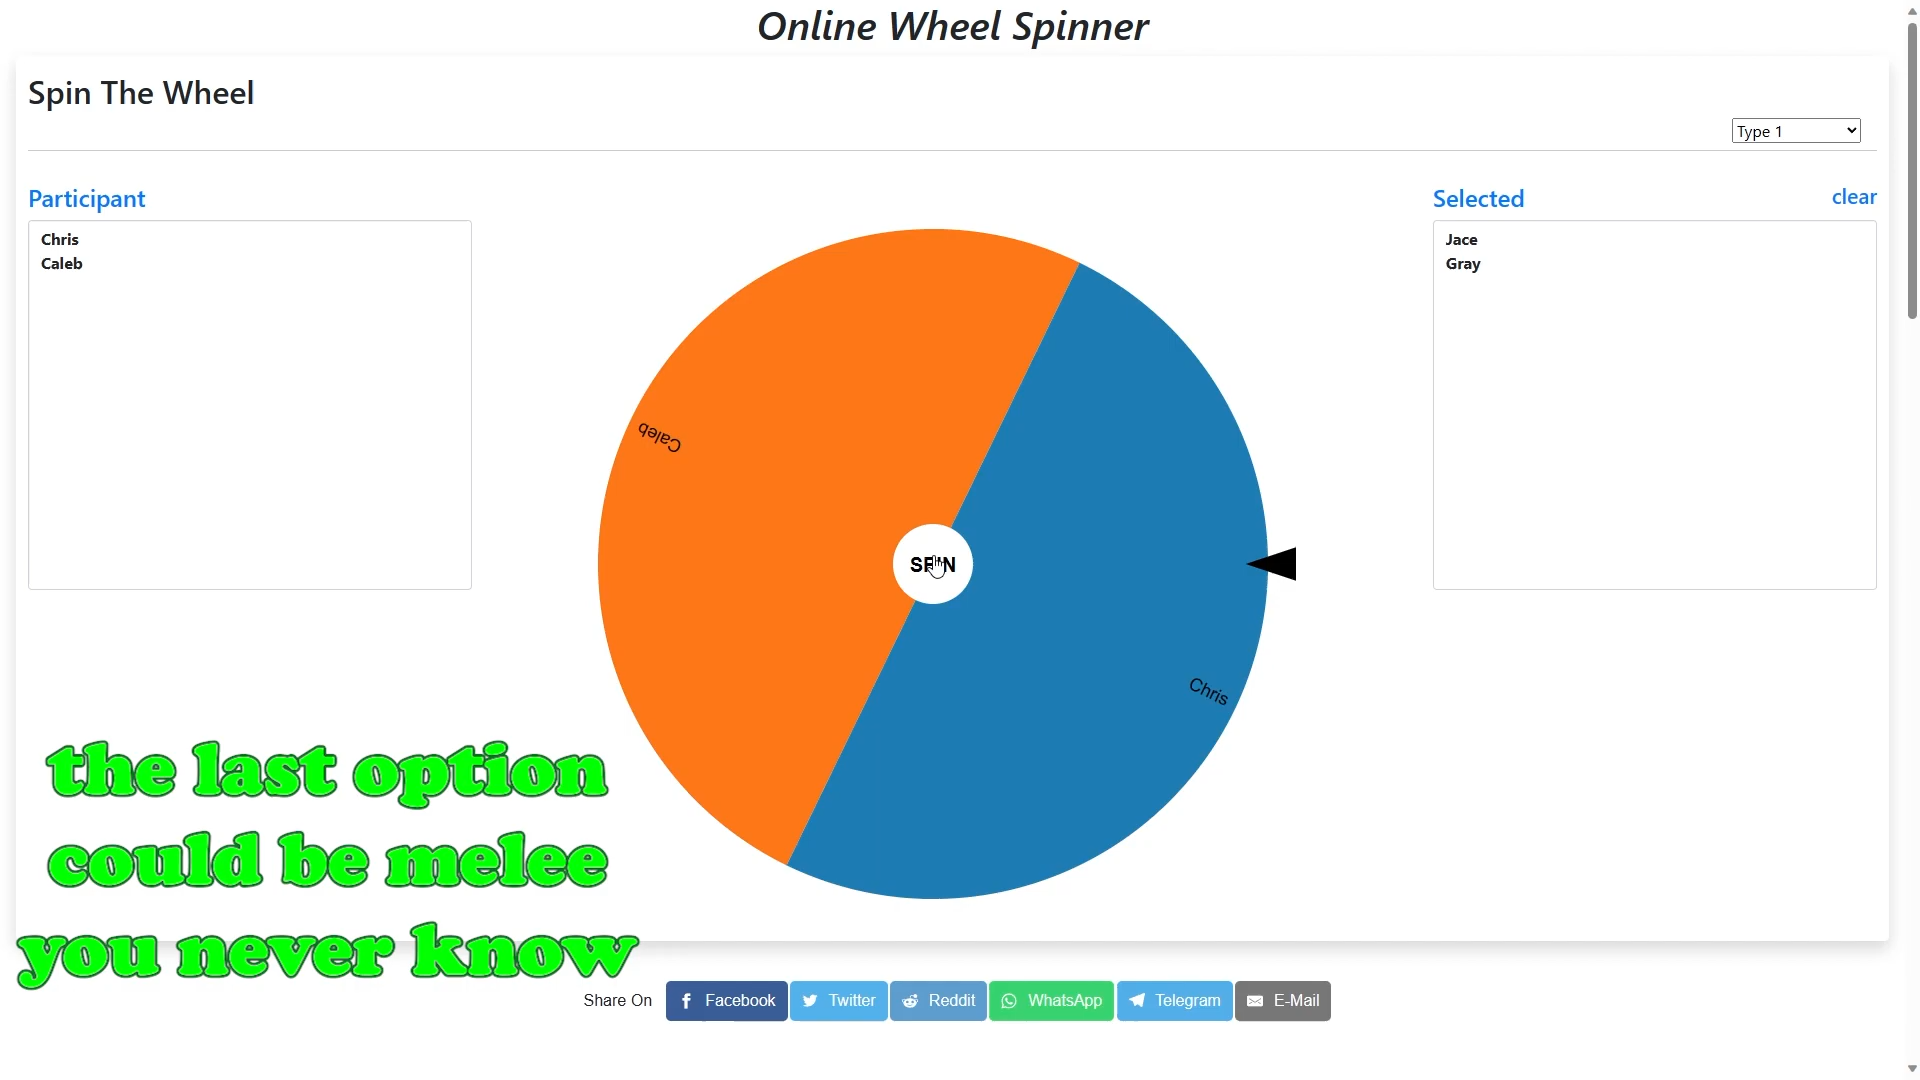 Online Wheel Spinner
Spin The Wheel
Type 1
Participant
Selected
clear
Chris
Caleb
Jace
Gray
Caleb
SPIN
Chris
the last option
could be melee
you never know
Share On
Facebook
Twitter
Reddit
WhatsApp
Telegram
E-Mail